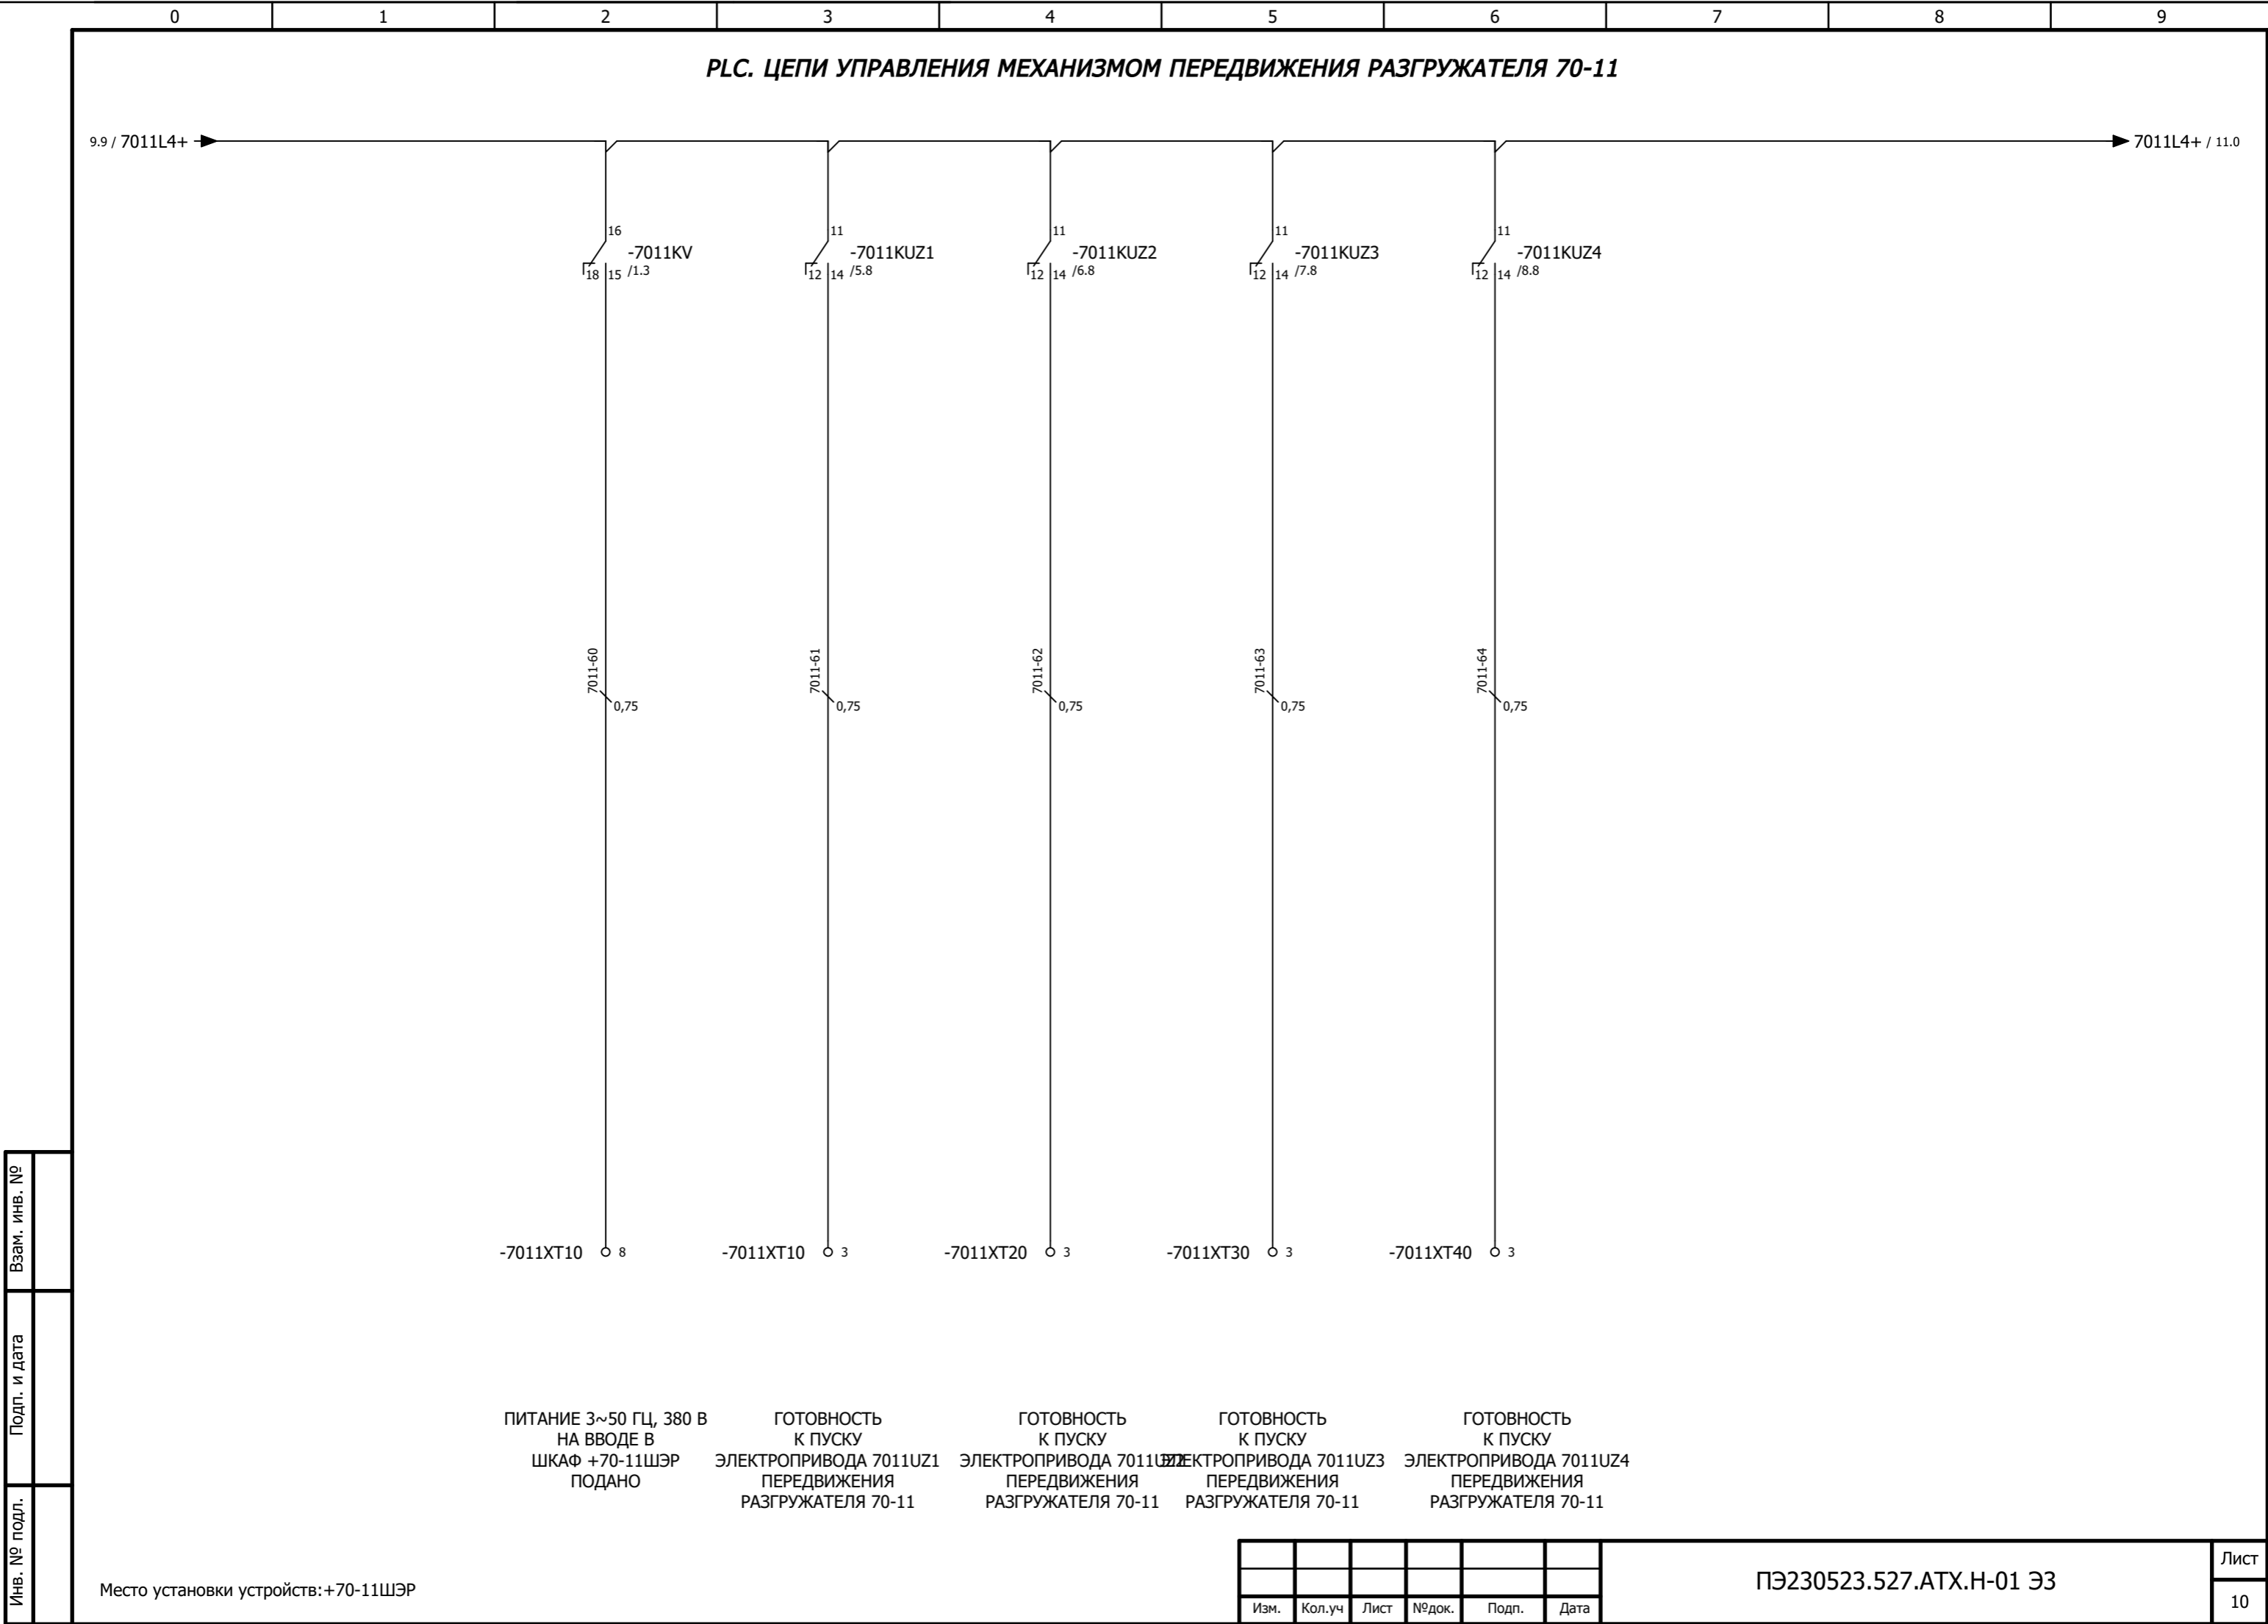 0 1 2 3 4 5 6 7 8 9
PLC. ЦЕПИ УПРАВЛЕНИЯ МЕХАНИЗМОМ ПЕРЕДВИЖЕНИЯ РАЗГРУЖАТЕЛЯ 70-11
9.9 / 7011L4+
7011L4+ / 11.0
16
-7011KV
18 15 /1.3
11
-7011KUZ1
12 14 /5.8
11
-7011KUZ2
12 14 /6.8
11
-7011KUZ3
12 14 /7.8
11
-7011KUZ4
12 14 /8.8
7011-60
0,75
7011-61
0,75
7011-62
0,75
7011-63
0,75
7011-64
0,75
-7011XT10 8
-7011XT10 3
-7011XT20 3
-7011XT30 3
-7011XT40 3
ПИТАНИЕ 3~50 ГЦ, 380 В
НА ВВОДЕ В
ШКАФ +70-11ШЭР
ПОДАНО
ГОТОВНОСТЬ
К ПУСКУ
ЭЛЕКТРОПРИВОДА 7011UZ1
ПЕРЕДВИЖЕНИЯ
РАЗГРУЖАТЕЛЯ 70-11
ГОТОВНОСТЬ
К ПУСКУ
ЭЛЕКТРОПРИВОДА 7011UZ2
ПЕРЕДВИЖЕНИЯ
РАЗГРУЖАТЕЛЯ 70-11
ГОТОВНОСТЬ
К ПУСКУ
ЭЛЕКТРОПРИВОДА 7011UZ3
ПЕРЕДВИЖЕНИЯ
РАЗГРУЖАТЕЛЯ 70-11
ГОТОВНОСТЬ
К ПУСКУ
ЭЛЕКТРОПРИВОДА 7011UZ4
ПЕРЕДВИЖЕНИЯ
РАЗГРУЖАТЕЛЯ 70-11
Взам. инв. №
Подп. и дата
Инв. № подл.
Место установки устройств:+70-11ШЭР
Изм. Кол.уч Лист №док. Подп. Дата
ПЭ230523.527.АТХ.Н-01 ЭЗ
Лист
10